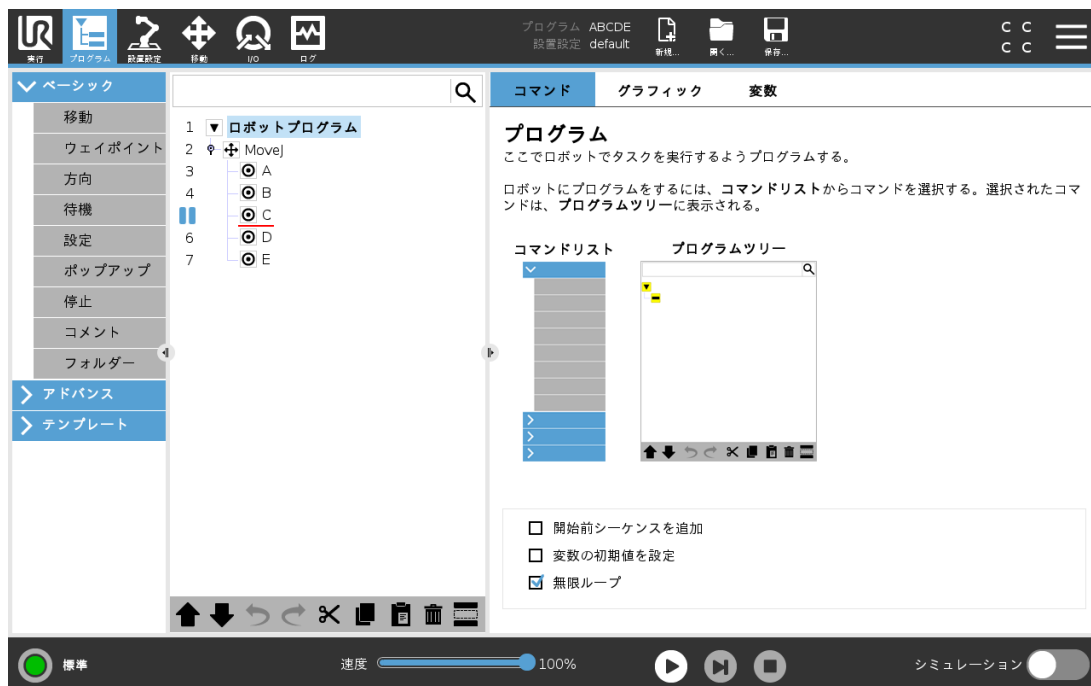 実行
プログラム
設置設定
移動
I/O
ログ
プログラム ABCDE
設置設定 default
新規...
開く...
保存...
C C
C C
ベーシック
移動
ウェイポイント
方向
待機
設定
ポップアップ
停止
コメント
フォルダー
アドバンス
テンプレート
1 ロボットプログラム
2 MoveJ
3 A
4 B
C
6 D
7 E
コマンド グラフィック 変数
プログラム
ここでロボットでタスクを実行するようプログラムする。
ロボットにプログラムをするには、コマンドリストからコマンドを選択する。選択されたコマ
ンドは、プログラムツリーに表示される。
コマンドリスト プログラムツリー
開始前シーケンスを追加
変数の初期値を設定
無限ループ
標準
速度 100%
シミュレーション